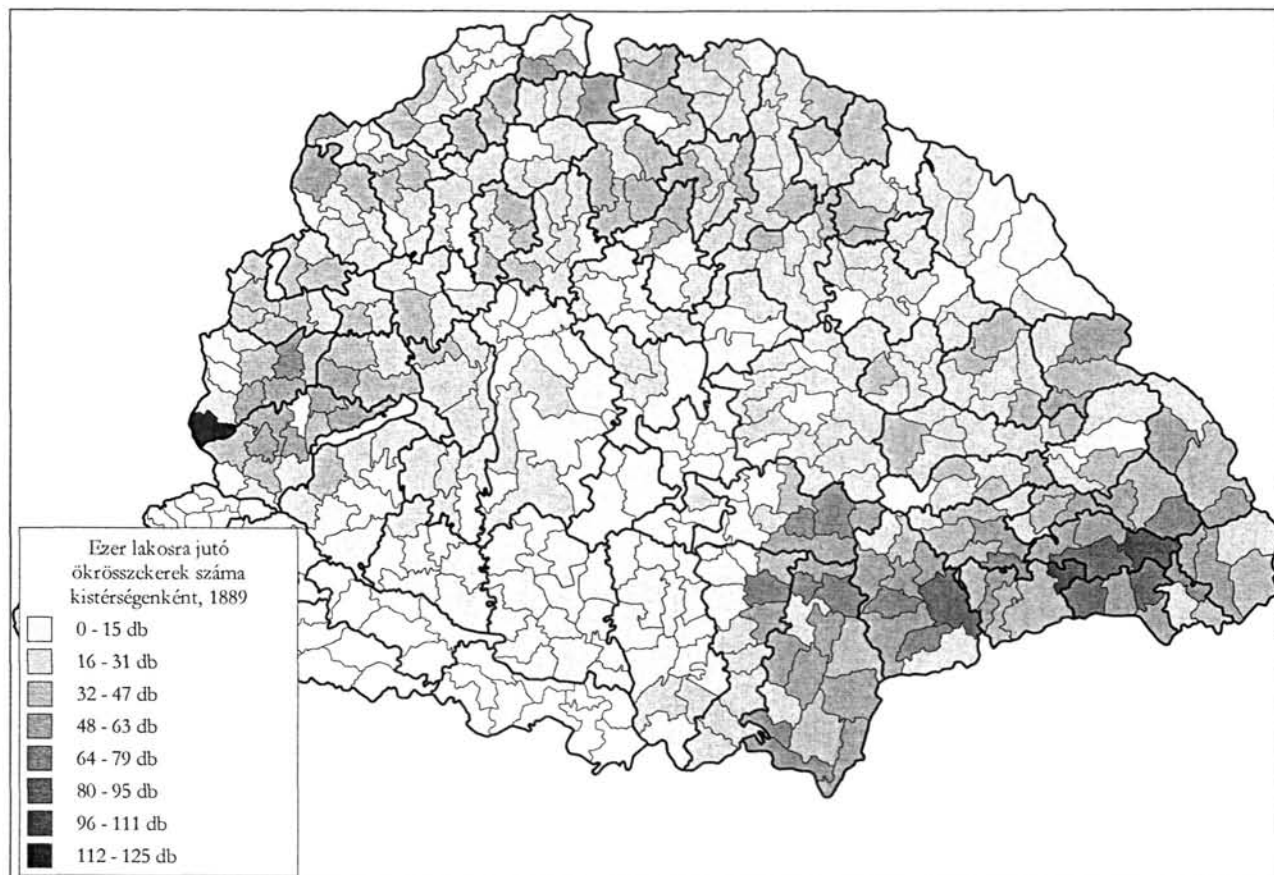 Ezer lakosra jutó
ökrösszckerek száma
kistérségenként, 1889
0 - 15 db
16 - 31 db
32 - 47 db
48 - 63 db
64 - 79 db
80 - 95 db
96 - 111 db
112 - 125 db